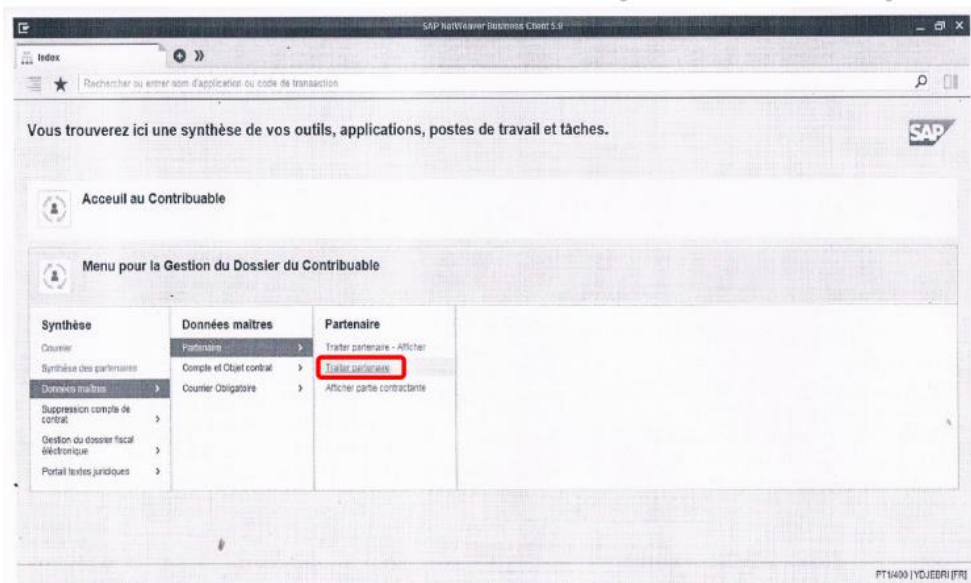 SAP NetWeaver Business Client 5.0
Index
Rechercher ou entrer nom d'application ou code de transaction
Vous trouverez ici une synthèse de vos outils, applications, postes de travail et tâches.
SAP
Acceuil au Contribuable
Menu pour la Gestion du Dossier du Contribuable
Synthèse
Courrier
Synthèse des partenaires
Données maîtres
Suppression compte de
contrat
Gestion du dossier fiscal
éléctronique
Portail textes juridiques
Données maîtres
Partenaire
Compte et Objet contrat
Courrier Obligatoire
Partenaire
Traiter partenaire - Afficher
Traiter partenaire
Afficher partie contractante
PT1/400 | YDJEBRI [FR]